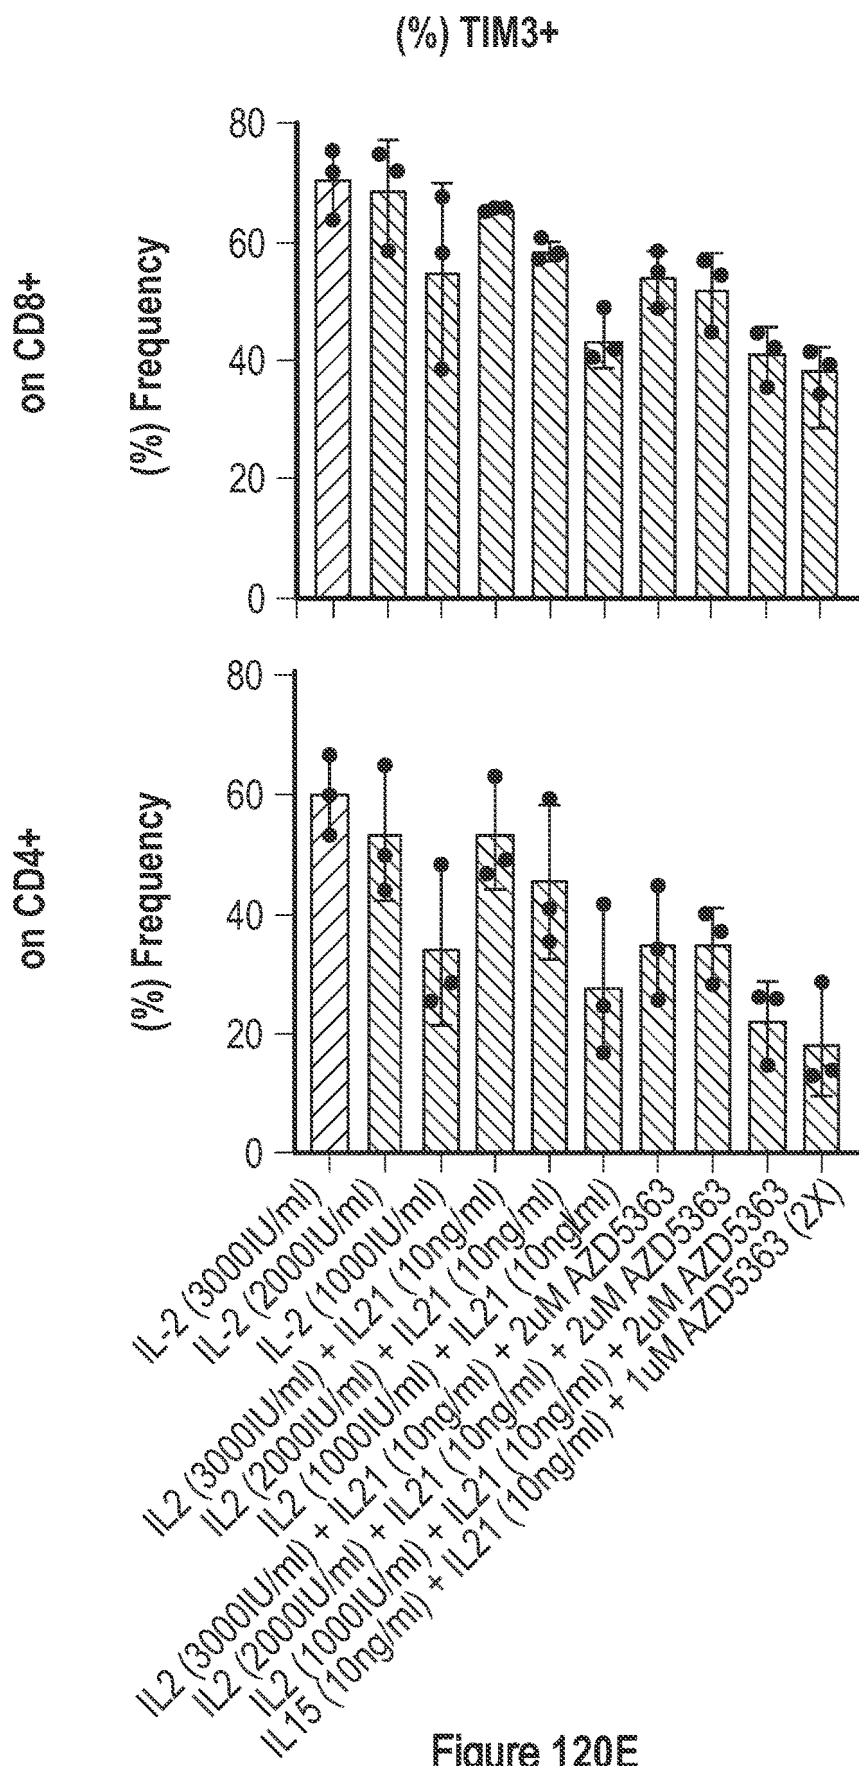 (%) TIM3+
on CD8+
(%) Frequency
80
60
40
20
0
on CD4+
(%) Frequency
80
60
40
20
0
IL-2 (3000IU/ml)
IL-2 (2000IU/ml)
IL-2 (1000IU/ml)
IL2 (3000IU/ml) + IL21 (10ng/ml)
IL2 (2000IU/ml) + IL21 (10ng/ml)
IL2 (1000IU/ml) + IL21 (10ng/ml)
IL2 (3000IU/ml) + IL21 (10ng/ml) + 2uM AZD5363
IL2 (2000IU/ml) + IL21 (10ng/ml) + 2uM AZD5363
IL2 (1000IU/ml) + IL21 (10ng/ml) + 2uM AZD5363
IL15 (10ng/ml) + IL21 (10ng/ml) + 1uM AZD5363 (2X)
Figure 120E